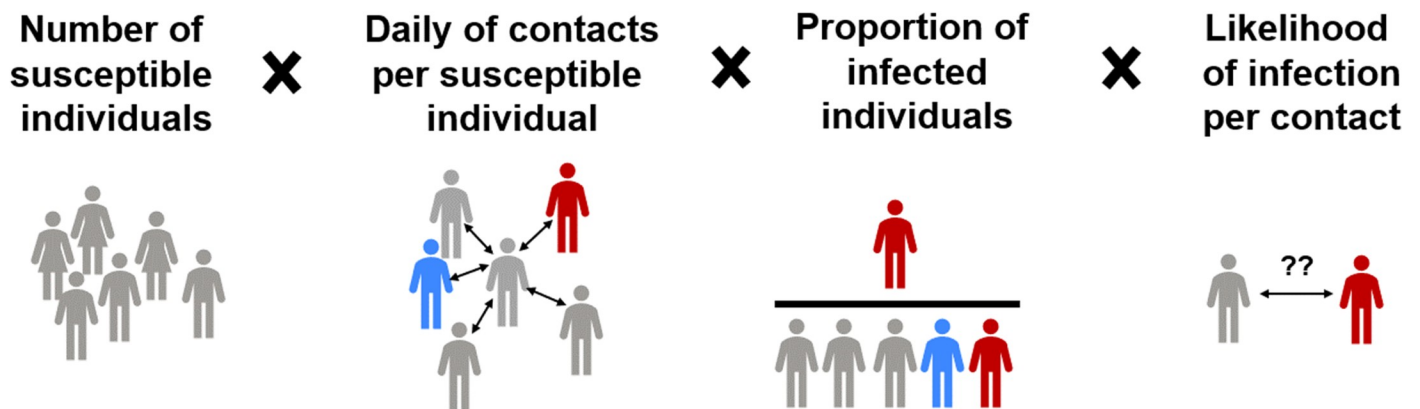 Number of
susceptible
individuals
×
Daily of contacts
per susceptible
individual
×
Proportion of
infected
individuals
×
Likelihood
of infection
per contact
??